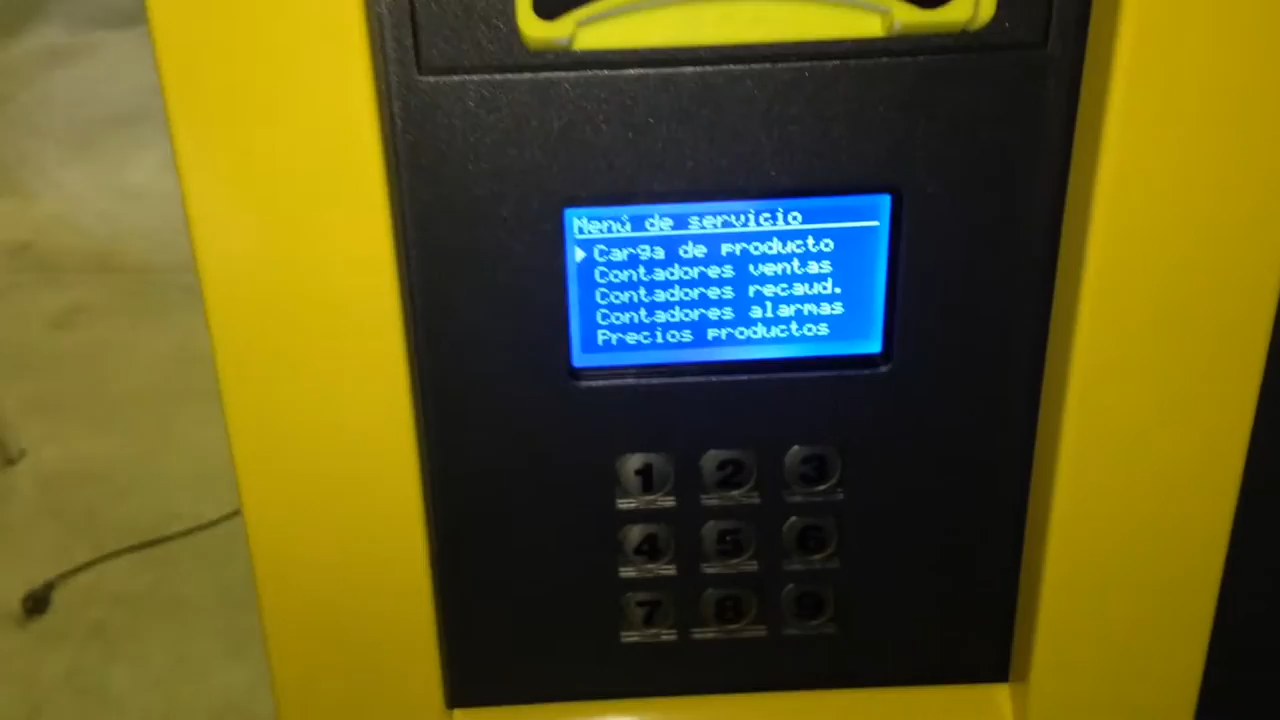 Menú de servicio
Carga de producto
Contadores ventas
Contadores recaud.
Contadores alarmas
Precios productos
1 2 3
4 5 6
7 8 9